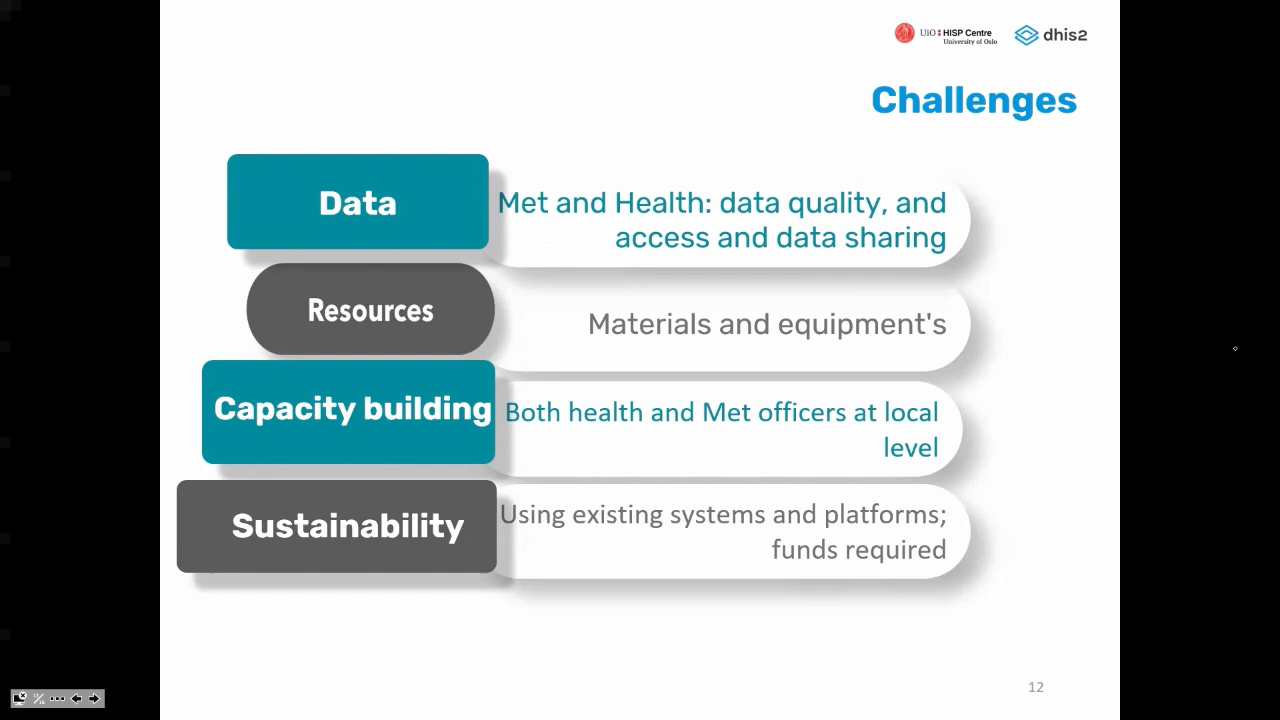 UiO HISP Centre
University of Oslo
dhis2
Challenges
Data
Met and Health: data quality, and
access and data sharing
Resources
Materials and equipment's
Capacity building
Both health and Met officers at local
level
Sustainability
Using existing systems and platforms;
funds required
12